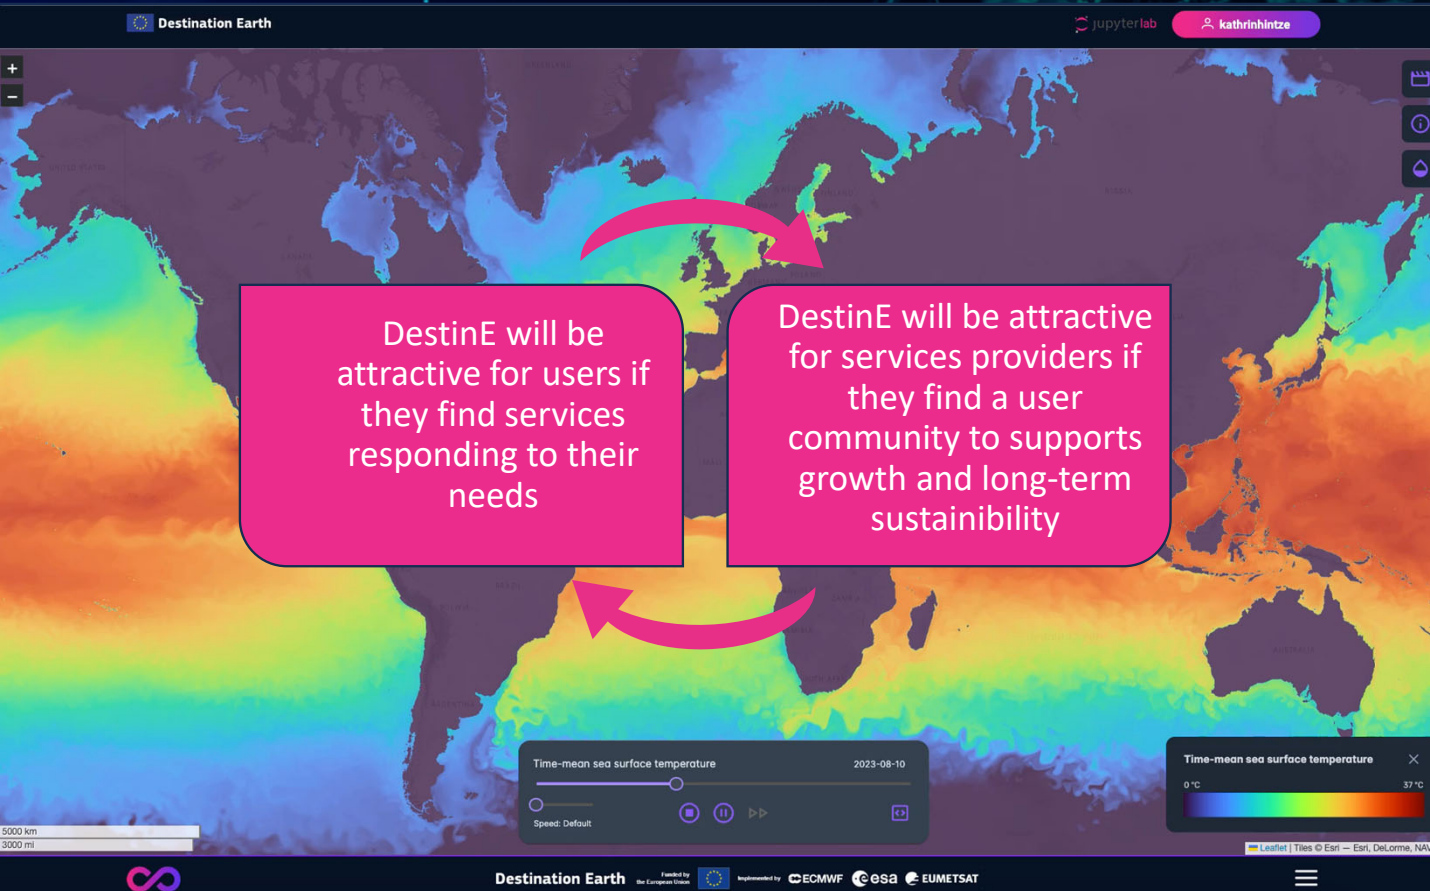 Destination Earth
jupyterlab
kathrinhintze
+
−
DestinE will be
attractive for users if
they find services
responding to their
needs
DestinE will be attractive
for services providers if
they find a user
community to supports
growth and long-term
sustainibility
AUSTRALIA
Time-mean sea surface temperature
2023-08-10
Speed: Default
Time-mean sea surface temperature
0 °C
37 °C
5000 km
3000 mi
Leaflet | Tiles © Esri — Esri, DeLorme, NAV
Destination Earth
Funded by
the European Union
Implemented by
ECMWF
esa
EUMETSAT